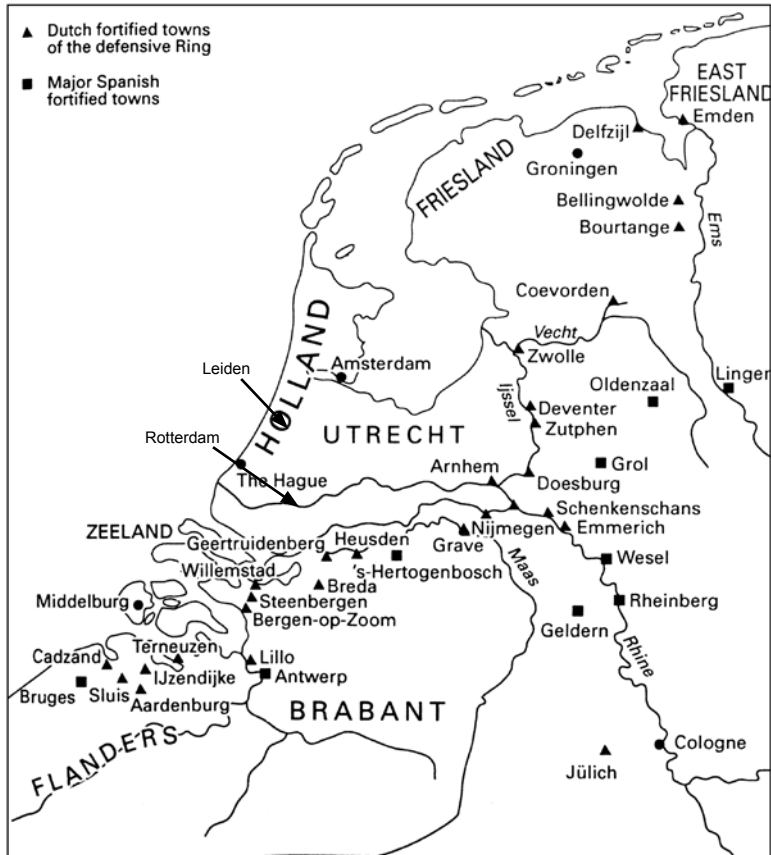 Dutch fortified towns
of the defensive Ring
Major Spanish
fortified towns
EAST
FRIESLAND
Emden
Delfzijl
Groningen
FRIESLAND
Bellingwolde
Ems
Bourtange
Coevorden
HOLLAND
Vecht
Zwolle
Amsterdam
Leiden
Lingen
Oldenzaal
Ijssel
Deventer
Zutphen
Rotterdam
UTRECHT
Arnhem
Grol
The Hague
Doesburg
Schenkenschans
ZEELAND
Nijmegen
Emmerich
Heusden
Geertruidenberg
Grave
Maas
Wesel
's-Hertogenbosch
Willemstad
Breda
Steenbergen
Middelburg
Rheinberg
Bergen-op-Zoom
Geldern
Terneuzen
Rhine
Cadzand
Lillo
IJzendijke
Antwerp
Bruges
Sluis
Aardenburg
BRABANT
FLANDERS
Cologne
Jülich